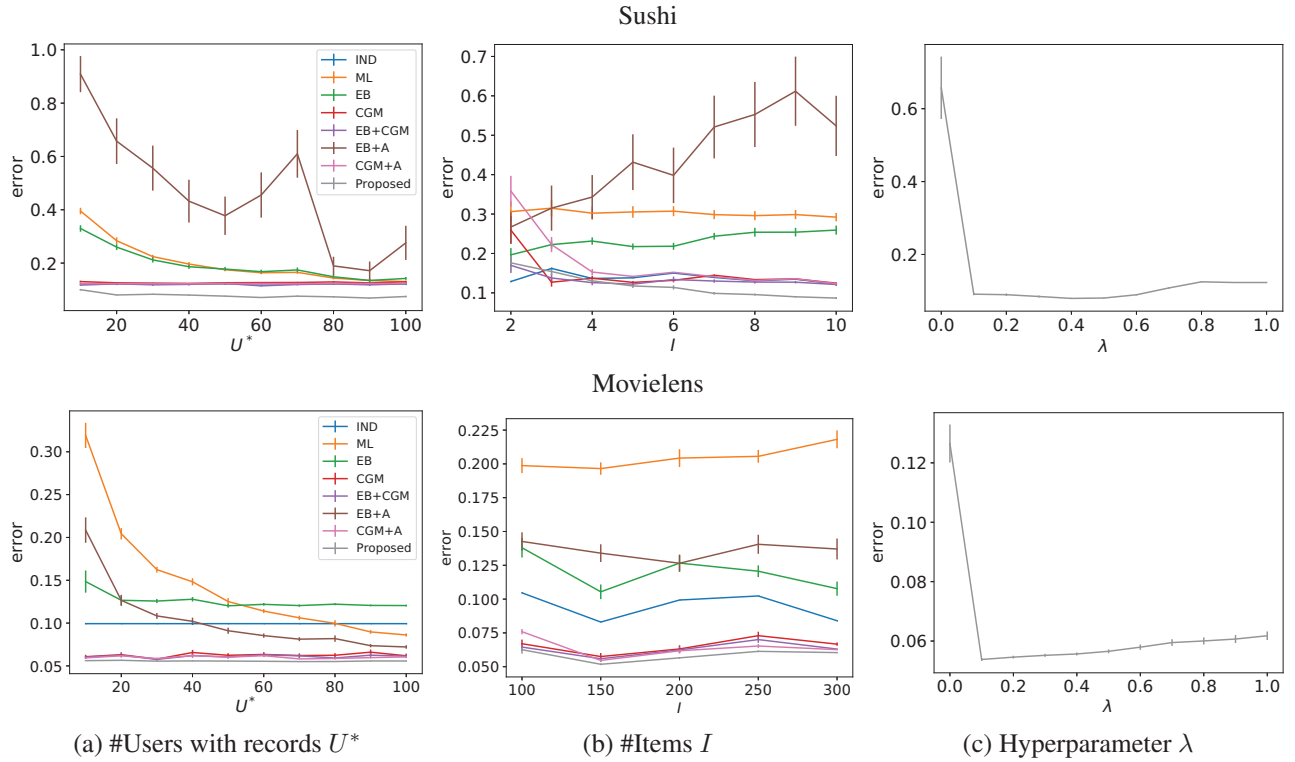 Sushi
error
1.0
0.8
0.6
0.4
0.2
20
40
60
80
100
U*
IND
ML
EB
CGM
EB+CGM
EB+A
CGM+A
Proposed
error
0.7
0.6
0.5
0.4
0.3
0.2
0.1
2
4
6
8
10
I
error
0.6
0.4
0.2
0.0
0.2
0.4
0.6
0.8
1.0
λ
Movielens
error
0.30
0.25
0.20
0.15
0.10
0.05
20
40
60
80
100
U*
IND
ML
EB
CGM
EB+CGM
EB+A
CGM+A
Proposed
error
0.225
0.200
0.175
0.150
0.125
0.100
0.075
0.050
100
150
200
250
300
I
error
0.12
0.10
0.08
0.06
0.0
0.2
0.4
0.6
0.8
1.0
λ
(a) #Users with records U*
(b) #Items I
(c) Hyperparameter λ